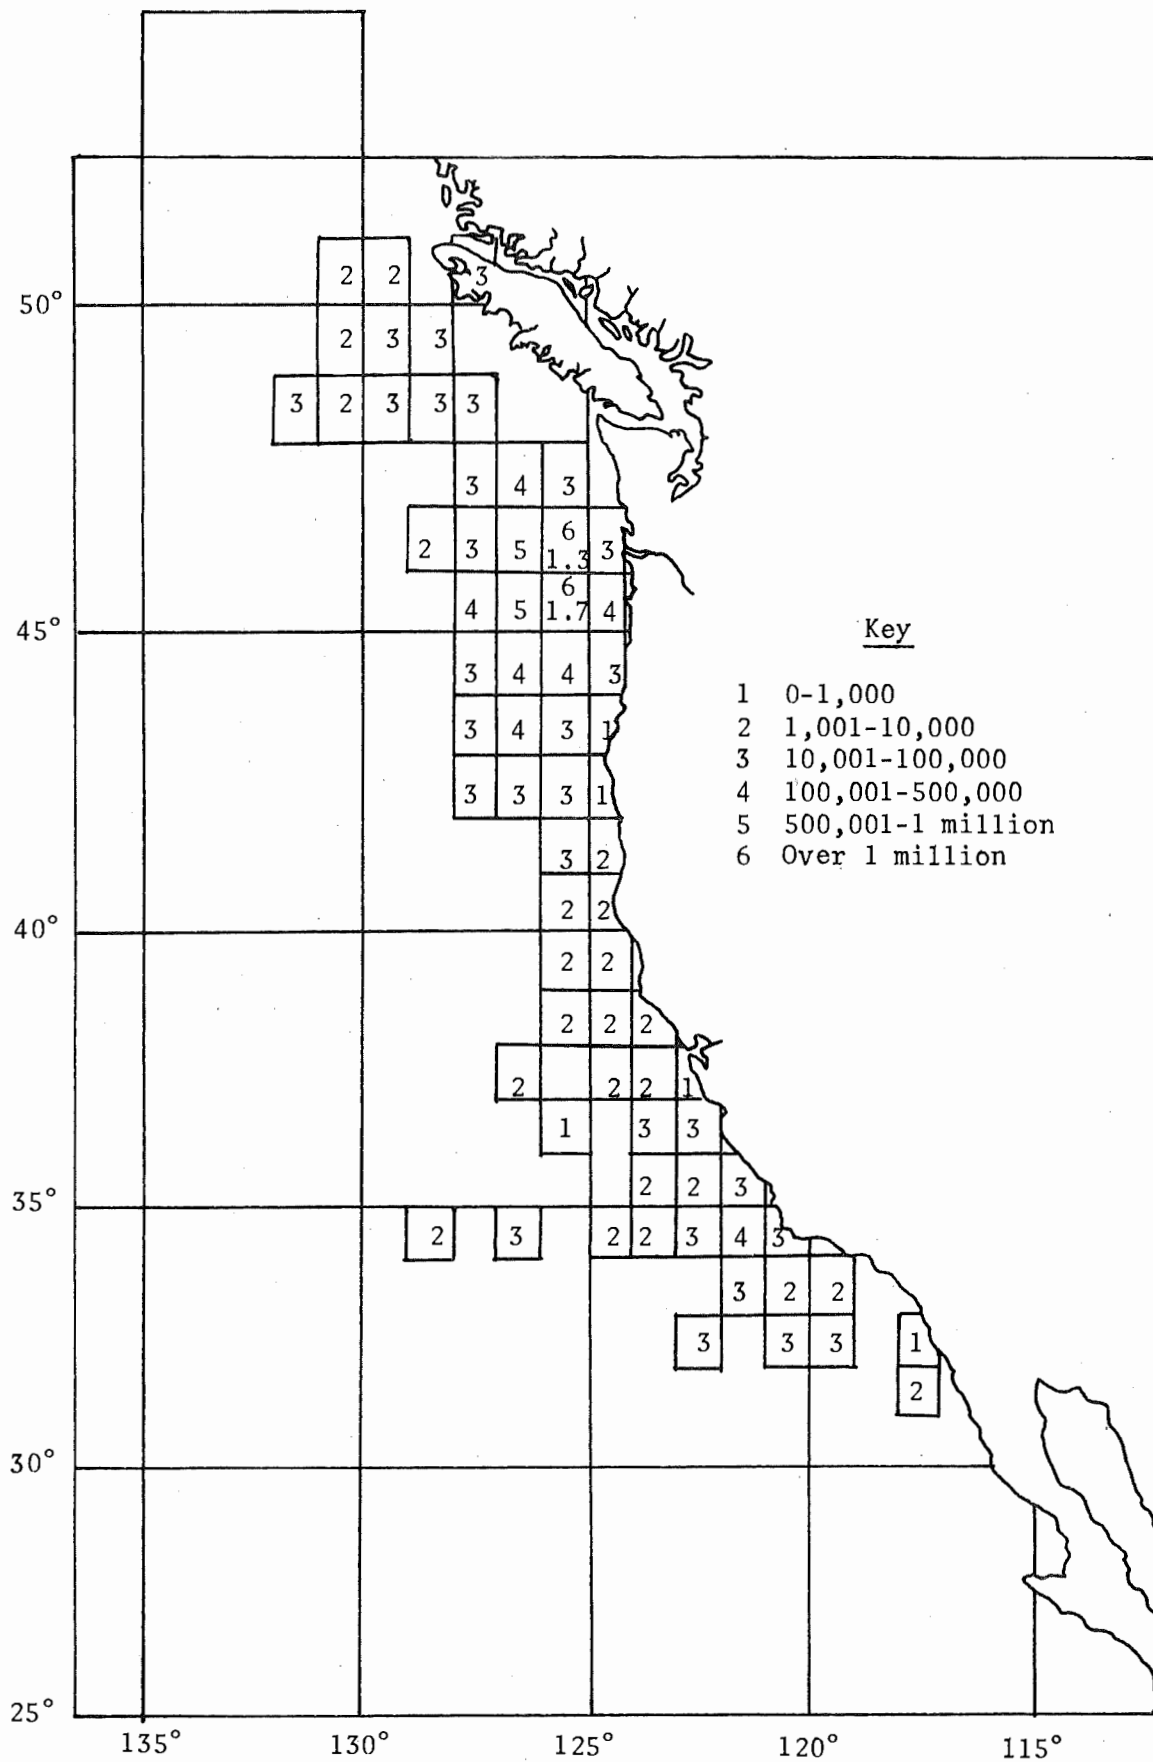 2 2 3
50°
2 3 3
3 2 3 3 3
3 4 3
6
2 3 5 1.3 3
6
4 5 1.7 4
45°
Key
3 4 4 3
1 0-1,000
2 1,001-10,000
3 4 3 1
3 10,001-100,000
3 3 3 1
4 100,001-500,000
5 500,001-1 million
6 Over 1 million
3 2
2 2
40°
2 2
2 2 2
2 2 2 1
1 3 3
2 2 3
35°
2 3 2 2 3 4 3
3 2 2
3 3 3 1
2
30°
25°
135° 130° 125° 120° 115°